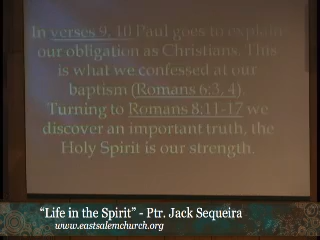 In verses 9, 10 Paul goes to explain
our obligation as Christians. This
is what we confessed at our
baptism (Romans 6:3, 4).
Turning to Romans 8:11-17 we
discover an important truth, the
Holy Spirit is our strength.
“Life in the Spirit” - Ptr. Jack Sequeira
www.eastsalemchurch.org